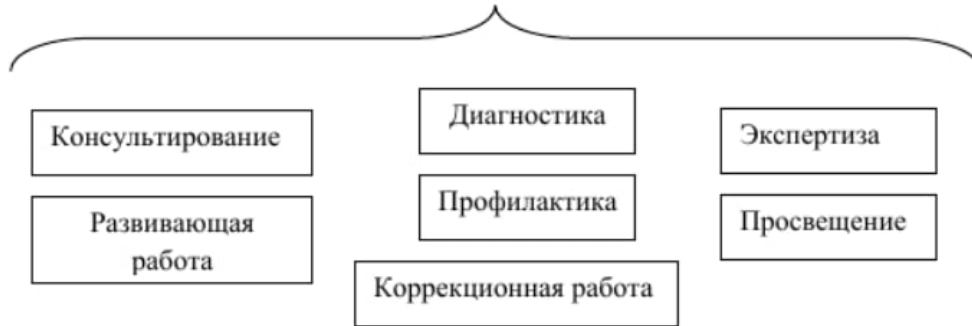 Консультирование
Диагностика
Экспертиза
Развивающая
работа
Профилактика
Просвещение
Коррекционная работа